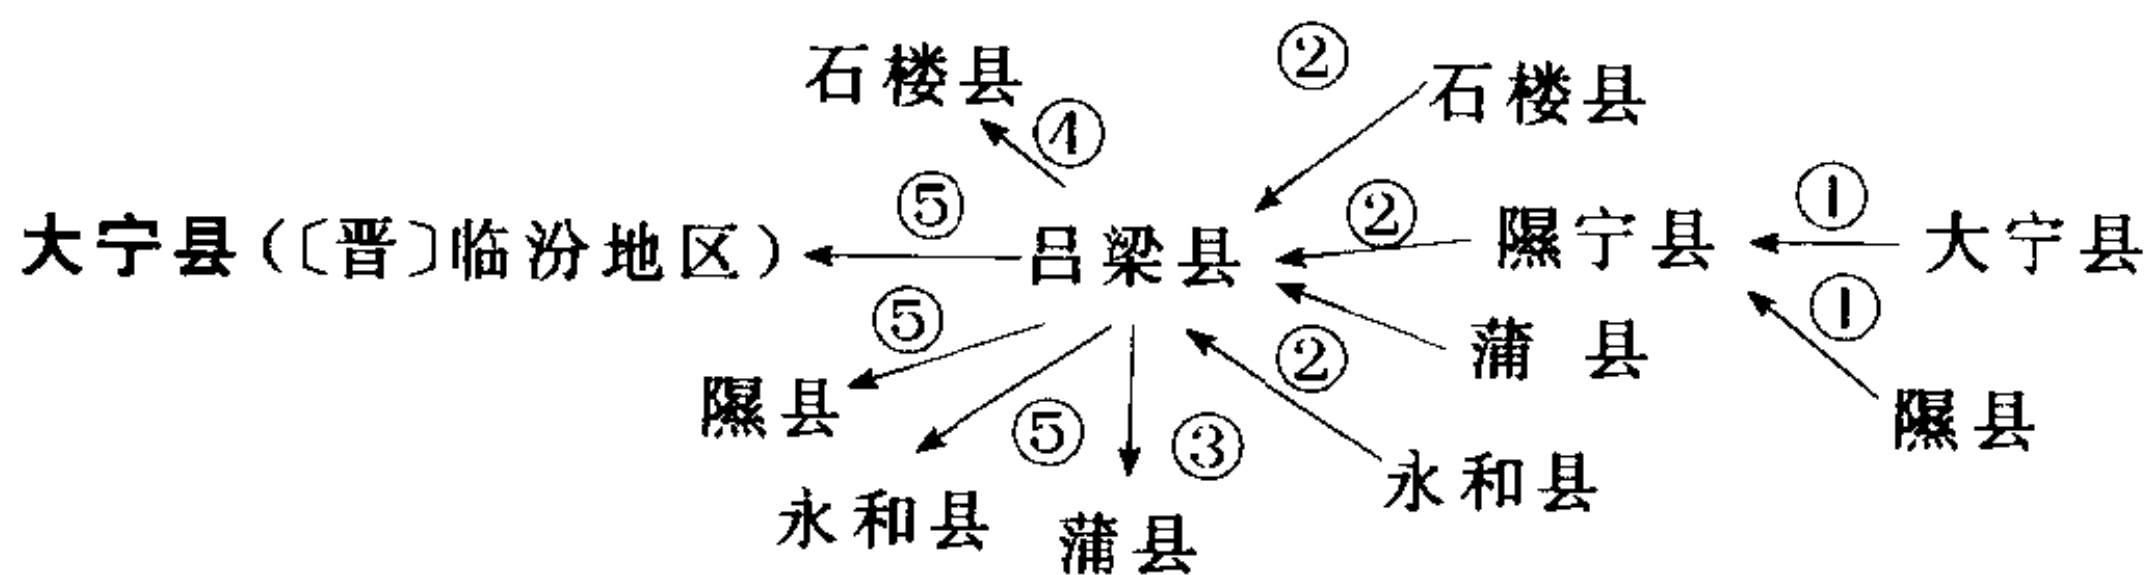 石楼县
②
石楼县
④
①
⑤
②
大宁县(〔晋〕临汾地区)
吕梁县
隰宁县
大宁县
⑤
①
②
蒲 县
隰县
⑤
③
隰县
永和县
永和县
蒲县